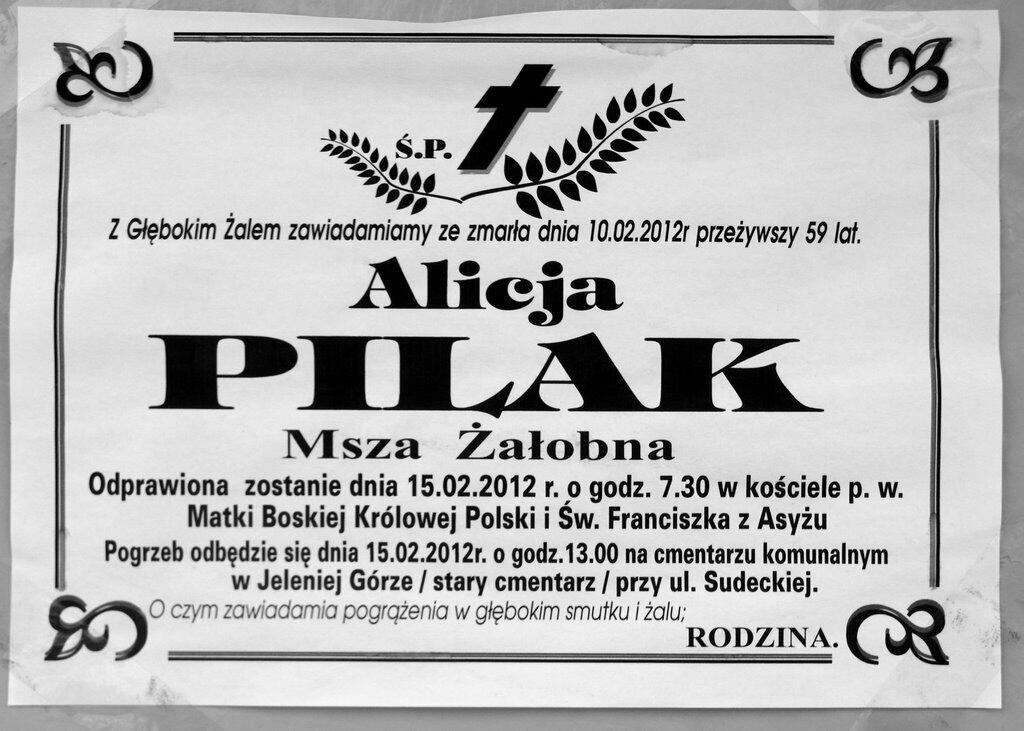 Ś.P.
Z Głębokim Żalem zawiadamiamy ze zmarła dnia 10.02.2012r przeżywszy 59 lat.
Alicja
PILAK
Msza Żałobna
Odprawiona zostanie dnia 15.02.2012 r. o godz. 7.30 w kościele p. w.
Matki Boskiej Królowej Polski i Św. Franciszka z Asyżu
Pogrzeb odbędzie się dnia 15.02.2012r. o godz.13.00 na cmentarzu komunalnym
w Jeleniej Górze / stary cmentarz / przy ul. Sudeckiej.
O czym zawiadamia pogrążenia w głębokim smutku i żalu;
RODZINA.